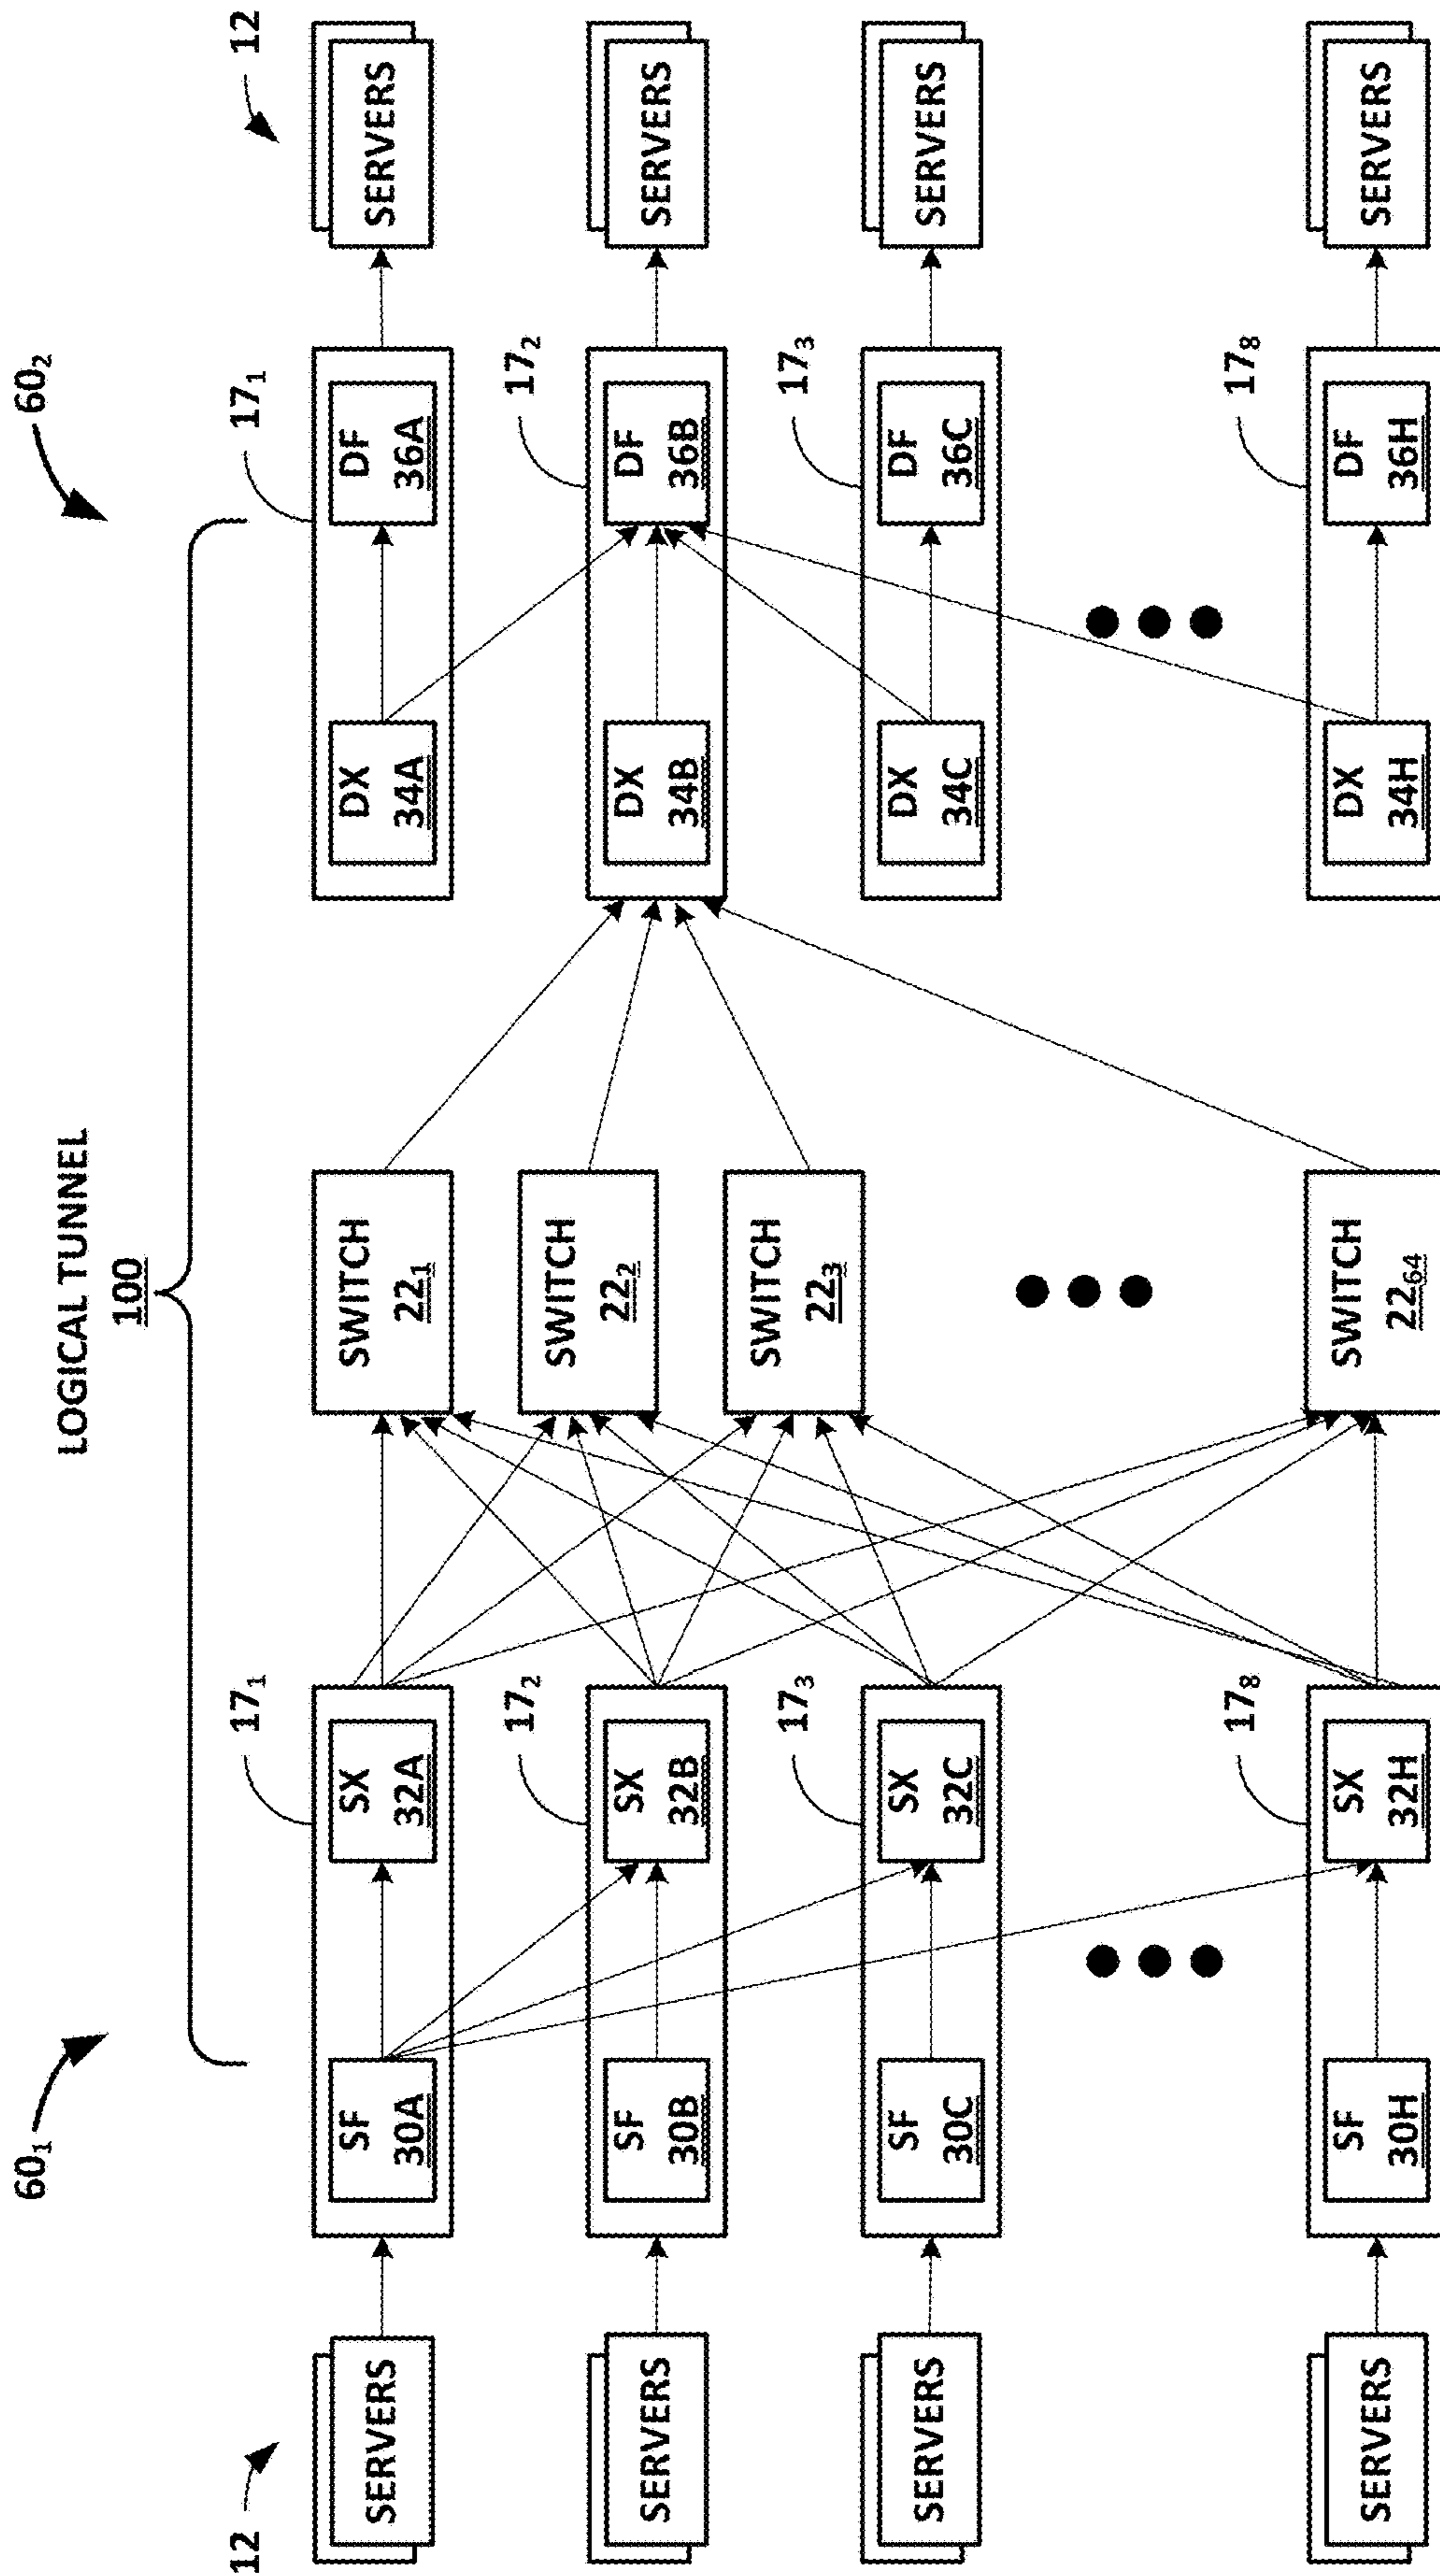 60₁
60₂
LOGICAL TUNNEL
100
12
12
17₁
17₁
SERVERS
SF
30A
SX
32A
SWITCH
22₁
DX
34A
DF
36A
SERVERS
17₂
17₂
SERVERS
SF
30B
SX
32B
SWITCH
22₂
DX
34B
DF
36B
SERVERS
17₃
17₃
SERVERS
SF
30C
SX
32C
SWITCH
22₃
DX
34C
DF
36C
SERVERS
17₈
17₈
SERVERS
SF
30H
SX
32H
SWITCH
22₆₄
DX
34H
DF
36H
SERVERS